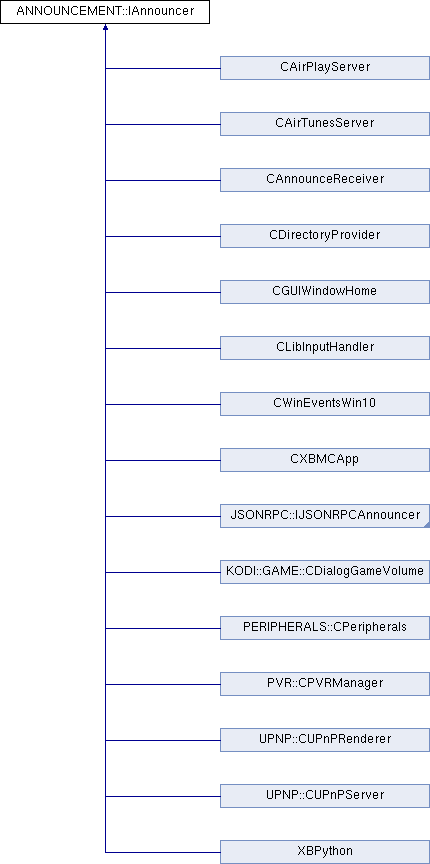 ANNOUNCEMENT::IAnnouncer
CAirPlayServer
CAirTunesServer
CAnnounceReceiver
CDirectoryProvider
CGUIWindowHome
CLibInputHandler
CWinEventsWin10
CXBMCApp
JSONRPC::IJSONRPCAnnouncer
KODI::GAME::CDialogGameVolume
PERIPHERALS::CPeripherals
PVR::CPVRManager
UPNP::CUPnPRenderer
UPNP::CUPnPServer
XBPython